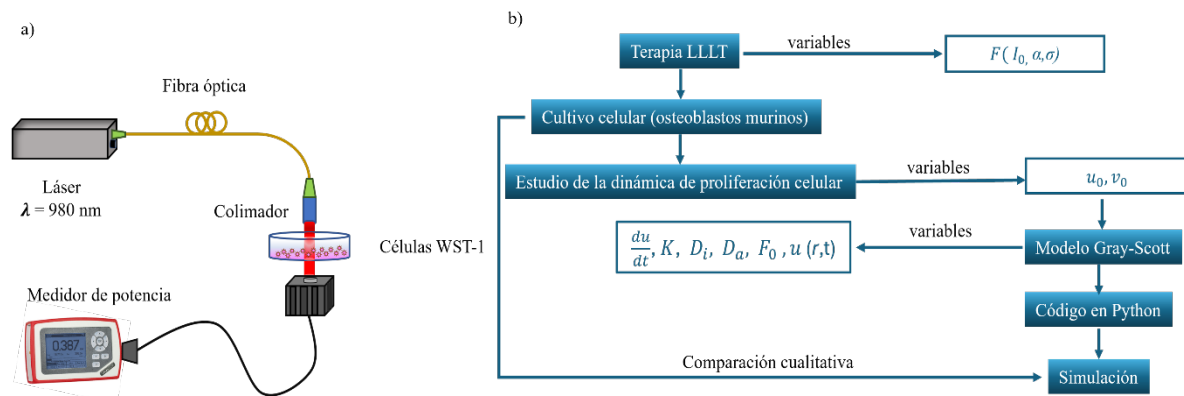 a)
Fibra óptica
Láser
λ = 980 nm
Colimador
Células WST-1
Medidor de potencia
0.387
b)
Terapia LLLT
variables
F( I₀, α,σ)
Cultivo celular (osteoblastos murinos)
Estudio de la dinámica de proliferación celular
variables
u₀, v₀
du/dt, K, Dᵢ, Dₐ, F₀ , u (r,t)
variables
Modelo Gray-Scott
Código en Python
Comparación cualitativa
Simulación